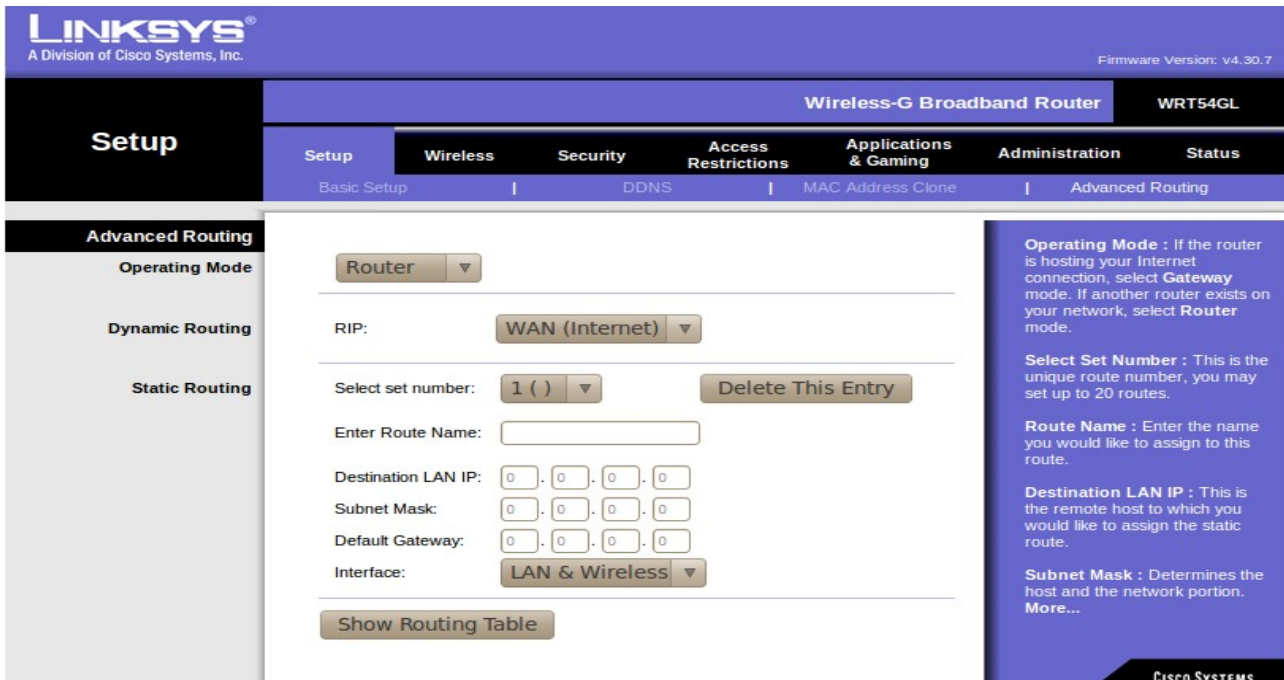 LINKSYS®
A Division of Cisco Systems, Inc.
Firmware Version: v4.30.7
Wireless-G Broadband Router
WRT54GL
Setup
Setup
Wireless
Security
Access
Restrictions
Applications
& Gaming
Administration
Status
Basic Setup | DDNS | MAC Address Clone | Advanced Routing
Advanced Routing
Operating Mode
Router
Dynamic Routing
RIP:
WAN (Internet)
Static Routing
Select set number:
1 ( )
Delete This Entry
Enter Route Name:
Destination LAN IP: 0 . 0 . 0 . 0
Subnet Mask: 0 . 0 . 0 . 0
Default Gateway: 0 . 0 . 0 . 0
Interface:
LAN & Wireless
Show Routing Table
Operating Mode : If the router
is hosting your Internet
connection, select Gateway
mode. If another router exists on
your network, select Router
mode.
Select Set Number : This is the
unique route number, you may
set up to 20 routes.
Route Name : Enter the name
you would like to assign to this
route.
Destination LAN IP : This is
the remote host to which you
would like to assign the static
route.
Subnet Mask : Determines the
host and the network portion.
More...
CISCO SYSTEMS